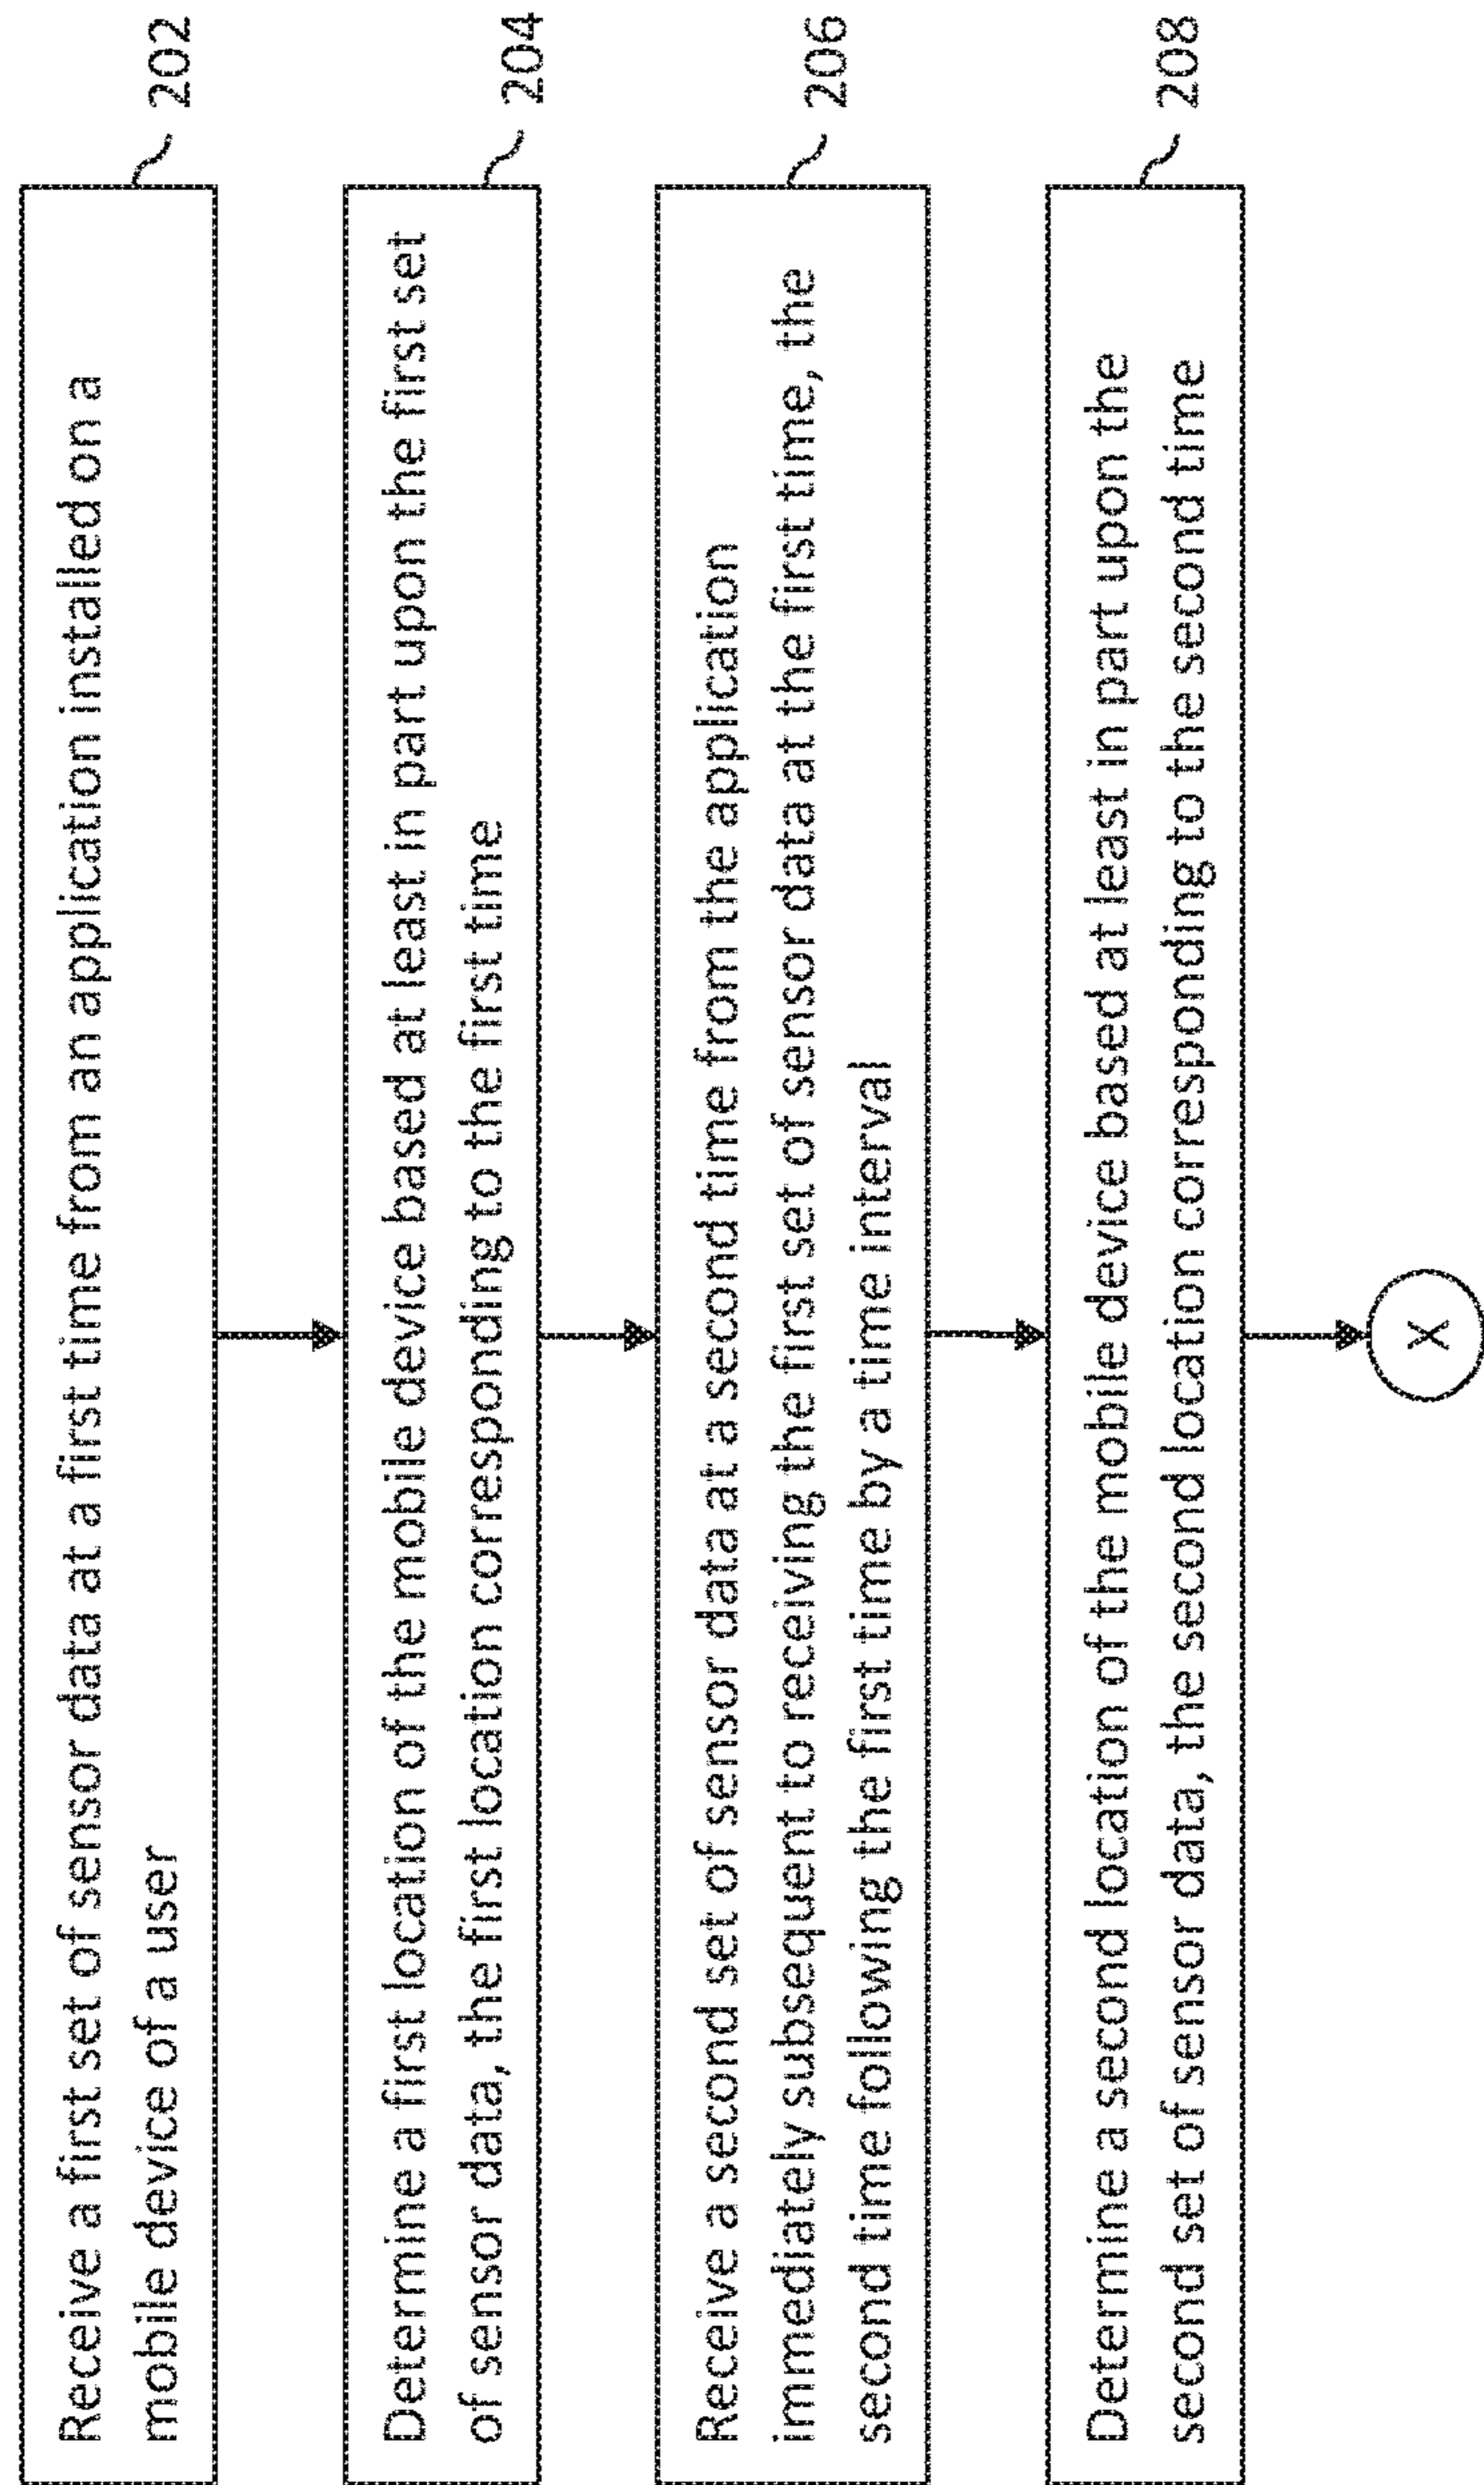 Receive a first set of sensor data at a first time from an application installed on a
mobile device of a user
202
Determine a first location of the mobile device based at least in part upon the first set
of sensor data, the first location corresponding to the first time
204
Receive a second set of sensor data at a second time from the application
immediately subsequent to receiving the first set of sensor data at the first time, the
second time following the first time by a time interval
206
Determine a second location of the mobile device based at least in part upon the
second set of sensor data, the second location corresponding to the second time
208
X